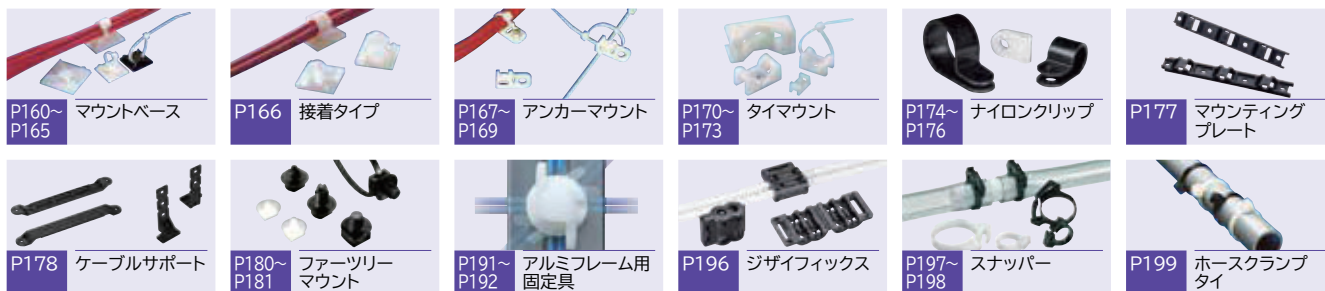 P160~
P165
マウントベース
P166
接着タイプ
P167~
P169
アンカーマウント
P170~
P173
タイマウント
P174~
P176
ナイロンクリップ
P177
マウンティング
プレート
P178
ケーブルサポート
P180~
P181
ファーツリー
マウント
P191~
P192
アルミフレーム用
固定具
P196
ジザイフィックス
P197~
P198
スナッパー
P199
ホースクランプ
タイ